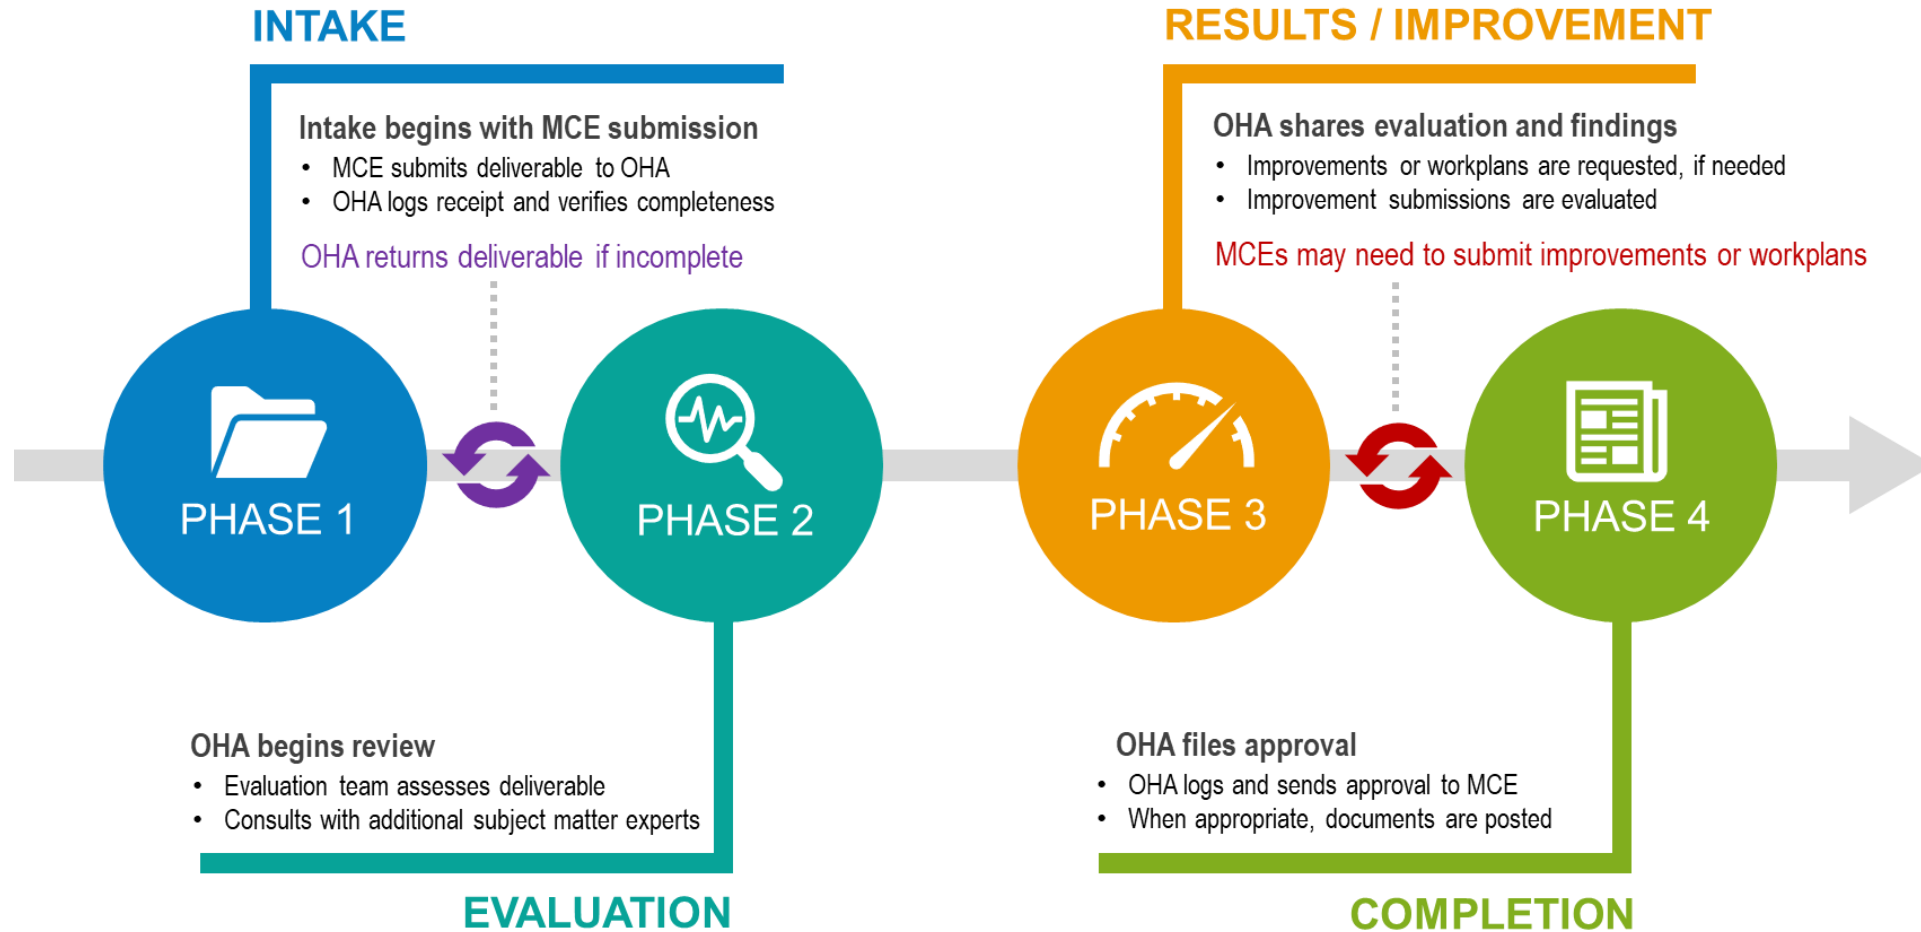 INTAKE
Intake begins with MCE submission
• MCE submits deliverable to OHA
• OHA logs receipt and verifies completeness
OHA returns deliverable if incomplete
RESULTS / IMPROVEMENT
OHA shares evaluation and findings
• Improvements or workplans are requested, if needed
• Improvement submissions are evaluated
MCEs may need to submit improvements or workplans
PHASE 1
PHASE 2
PHASE 3
PHASE 4
OHA begins review
• Evaluation team assesses deliverable
• Consults with additional subject matter experts
EVALUATION
OHA files approval
• OHA logs and sends approval to MCE
• When appropriate, documents are posted
COMPLETION